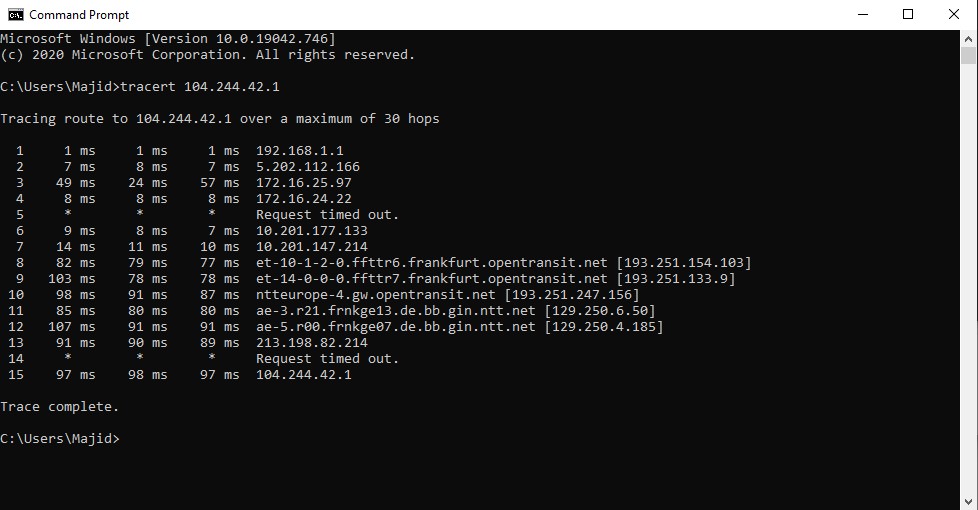 Command Prompt
Microsoft Windows [Version 10.0.19042.746]
(c) 2020 Microsoft Corporation. All rights reserved.
C:\Users\Majid>tracert 104.244.42.1
Tracing route to 104.244.42.1 over a maximum of 30 hops
  1     1 ms     1 ms     1 ms  192.168.1.1
  2     7 ms     8 ms     7 ms  5.202.112.166
  3    49 ms    24 ms    57 ms  172.16.25.97
  4     8 ms     8 ms     8 ms  172.16.24.22
  5     *        *        *     Request timed out.
  6     9 ms     8 ms     7 ms  10.201.177.133
  7    14 ms    11 ms    10 ms  10.201.147.214
  8    82 ms    79 ms    77 ms  et-10-1-2-0.ffttr6.frankfurt.opentransit.net [193.251.154.103]
  9   103 ms    78 ms    78 ms  et-14-0-0-0.ffttr7.frankfurt.opentransit.net [193.251.133.9]
 10    98 ms    91 ms    87 ms  ntteurope-4.gw.opentransit.net [193.251.247.156]
 11    85 ms    80 ms    80 ms  ae-3.r21.frnkge13.de.bb.gin.ntt.net [129.250.6.50]
 12   107 ms    91 ms    91 ms  ae-5.r00.frnkge07.de.bb.gin.ntt.net [129.250.4.185]
 13    91 ms    90 ms    89 ms  213.198.82.214
 14     *        *        *     Request timed out.
 15    97 ms    98 ms    97 ms  104.244.42.1
Trace complete.
C:\Users\Majid>